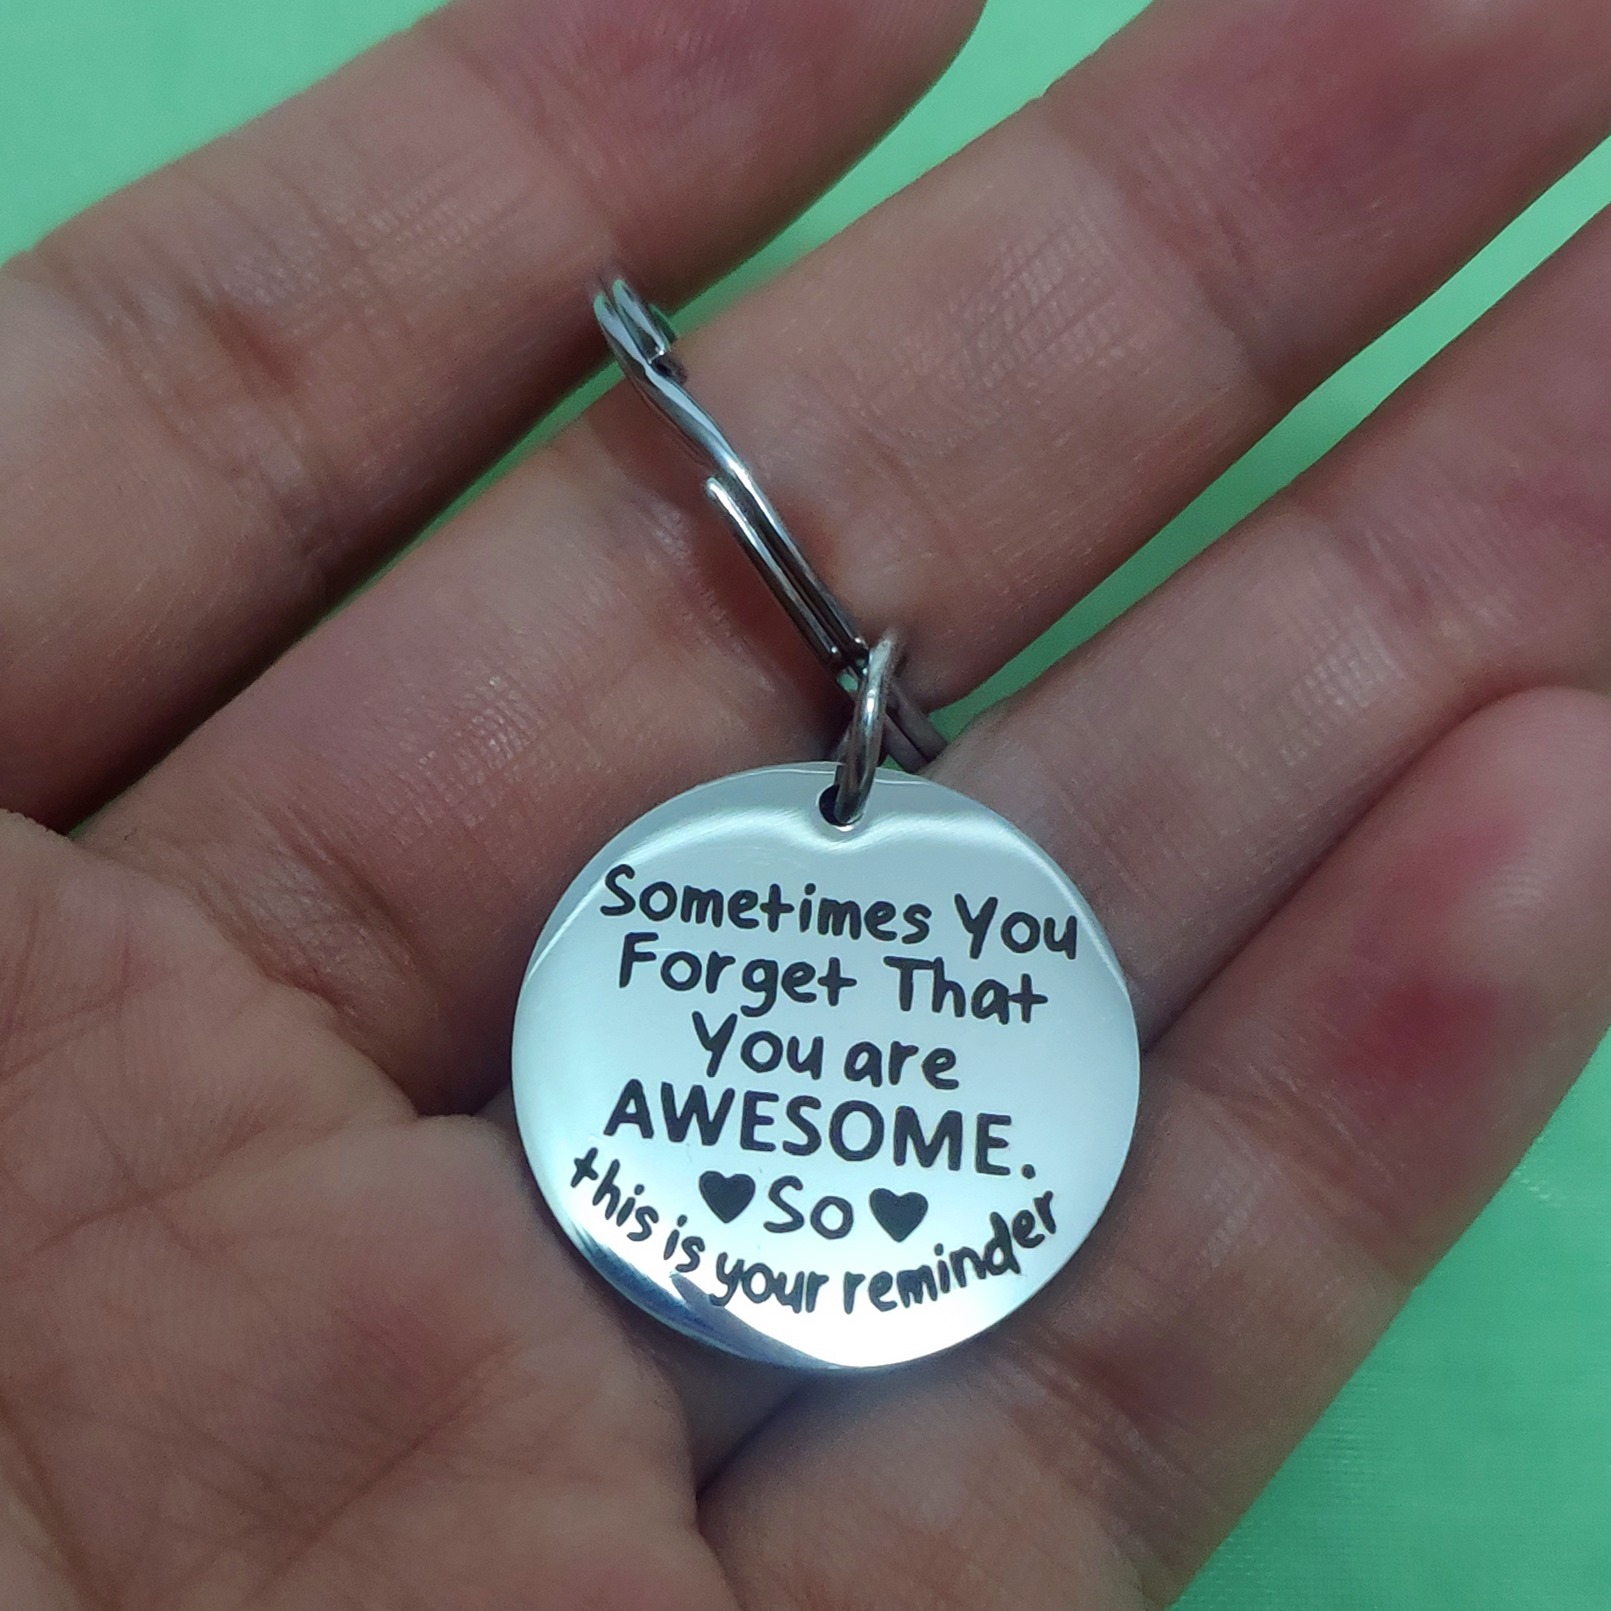 Sometimes You
Forget That
You are
AWESOME.
♥ So ♥
this is your reminder